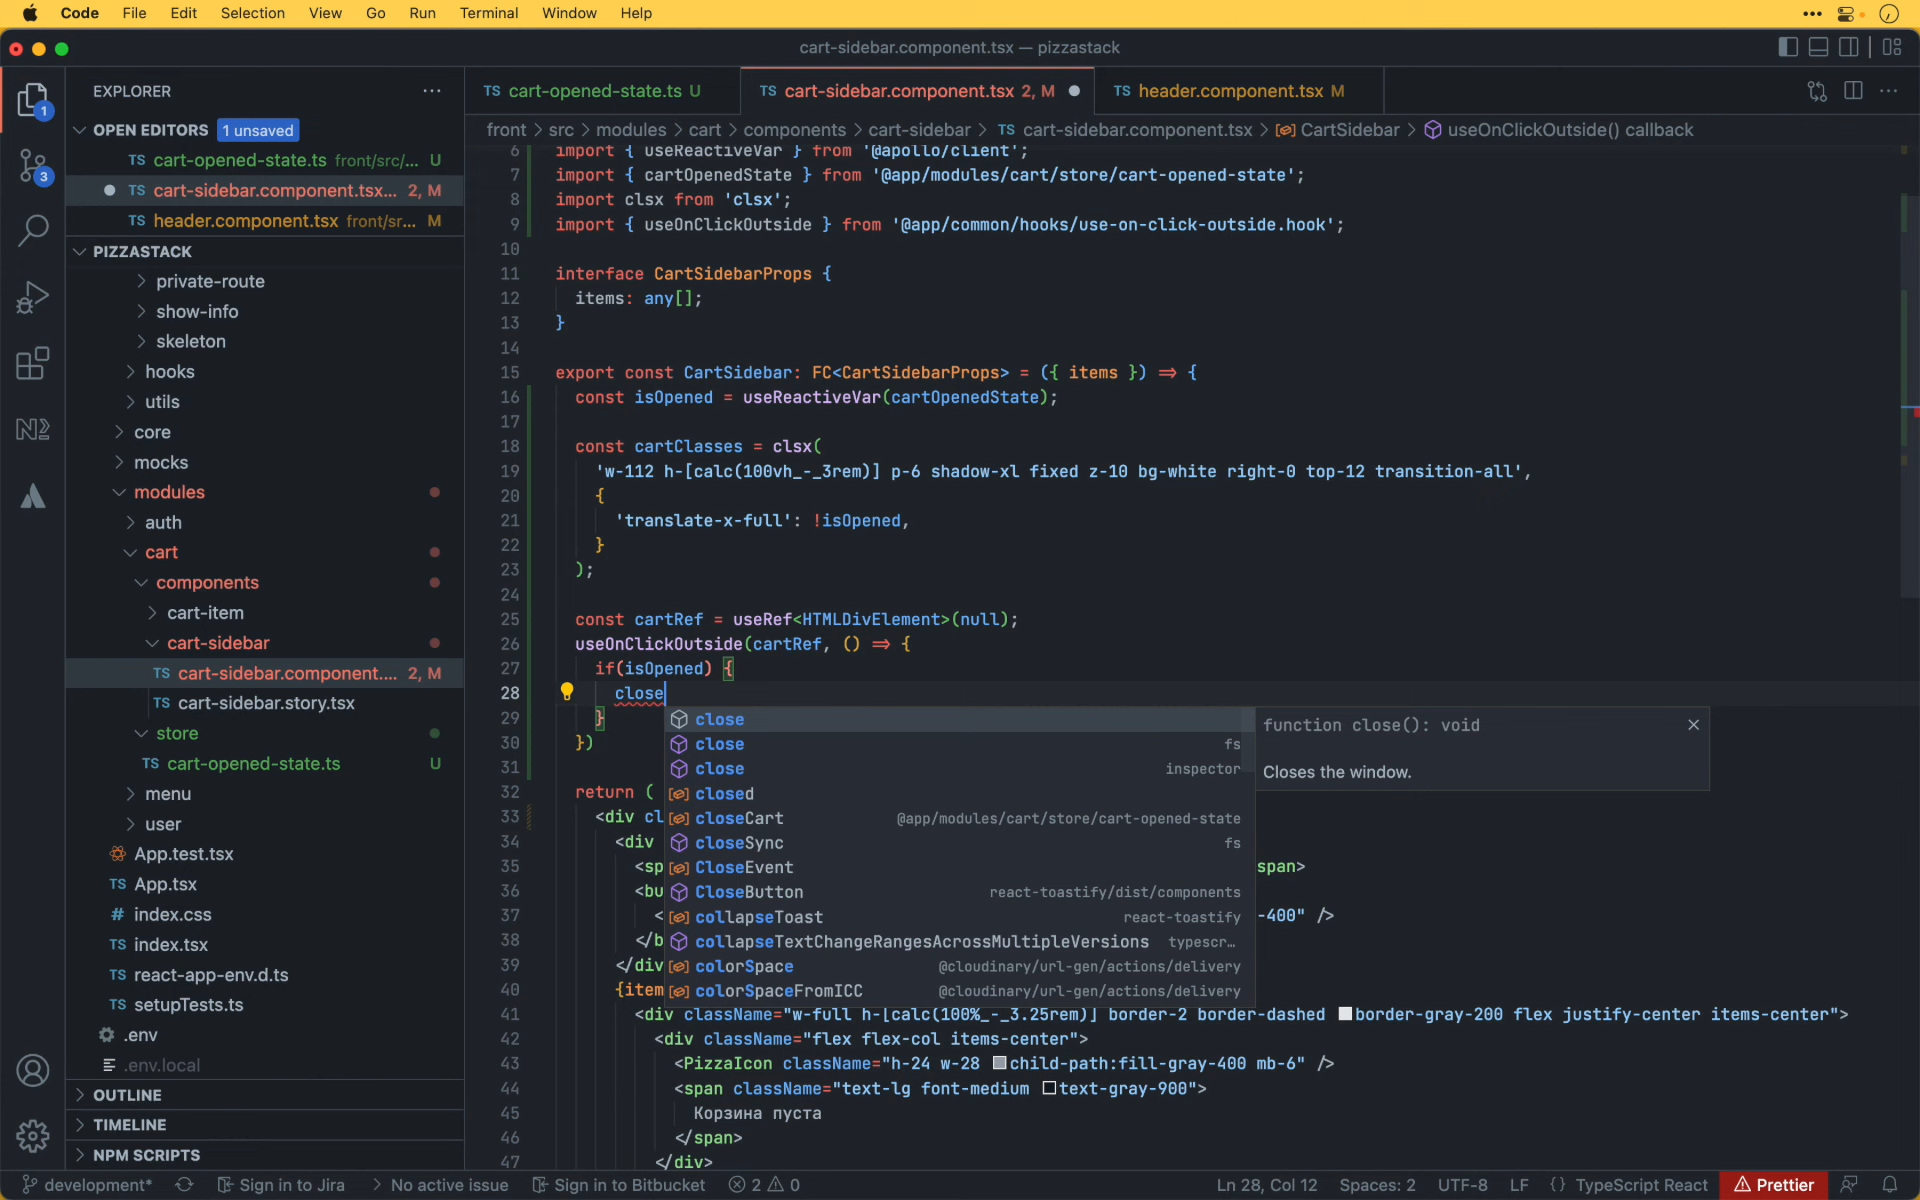 Code File Edit Selection View Go Run Terminal Window Help
cart-sidebar.component.tsx — pizzastack
EXPLORER
TS cart-opened-state.ts U
TS cart-sidebar.component.tsx 2, M
TS header.component.tsx M
OPEN EDITORS 1 unsaved
front > src > modules > cart > components > cart-sidebar > TS cart-sidebar.component.tsx > CartSidebar > useOnClickOutside() callback
TS cart-opened-state.ts front/src/... U
TS cart-sidebar.component.tsx... 2, M
TS header.component.tsx front/sr... M
PIZZASTACK
private-route
show-info
skeleton
hooks
utils
core
mocks
modules
auth
cart
components
cart-item
cart-sidebar
TS cart-sidebar.component.... 2, M
TS cart-sidebar.story.tsx
store
TS cart-opened-state.ts U
menu
user
App.test.tsx
TS App.tsx
# index.css
TS index.tsx
TS react-app-env.d.ts
TS setupTests.ts
.env
.env.local
OUTLINE
TIMELINE
NPM SCRIPTS
1
3
6 import { useReactiveVar } from '@apollo/client';
7 import { cartOpenedState } from '@app/modules/cart/store/cart-opened-state';
8 import clsx from 'clsx';
9 import { useOnClickOutside } from '@app/common/hooks/use-on-click-outside.hook';
10
11 interface CartSidebarProps {
12 items: any[];
13 }
14
15 export const CartSidebar: FC<CartSidebarProps> = ({ items }) => {
16 const isOpened = useReactiveVar(cartOpenedState);
17
18 const cartClasses = clsx(
19 'w-112 h-[calc(100vh_-_3rem)] p-6 shadow-xl fixed z-10 bg-white right-0 top-12 transition-all',
20 {
21 'translate-x-full': !isOpened,
22 }
23 );
24
25 const cartRef = useRef<HTMLDivElement>(null);
26 useOnClickOutside(cartRef, () => {
27 if(isOpened) {
28 close
29 }
30 })
31
32 return (
33 <div cl
34 <div
35 <sp span>
36 <bu
37 < -400" />
38 </b
39 </div
40 {item
41 <div className="w-full h-[calc(100%_-_3.25rem)] border-2 border-dashed border-gray-200 flex justify-center items-center">
42 <div className="flex flex-col items-center">
43 <PizzaIcon className="h-24 w-28 child-path:fill-gray-400 mb-6" />
44 <span className="text-lg font-medium text-gray-900">
45 Корзина пуста
46 </span>
47 </div>
close
close fs
close inspector
closed
closeCart @app/modules/cart/store/cart-opened-state
closeSync fs
CloseEvent
CloseButton react-toastify/dist/components
collapseToast react-toastify
collapseTextChangeRangesAcrossMultipleVersions typescr…
colorSpace @cloudinary/url-gen/actions/delivery
colorSpaceFromICC @cloudinary/url-gen/actions/delivery
function close(): void
Closes the window.
development* Sign in to Jira > No active issue Sign in to Bitbucket 2 0 Ln 28, Col 12 Spaces: 2 UTF-8 LF {} TypeScript React Prettier